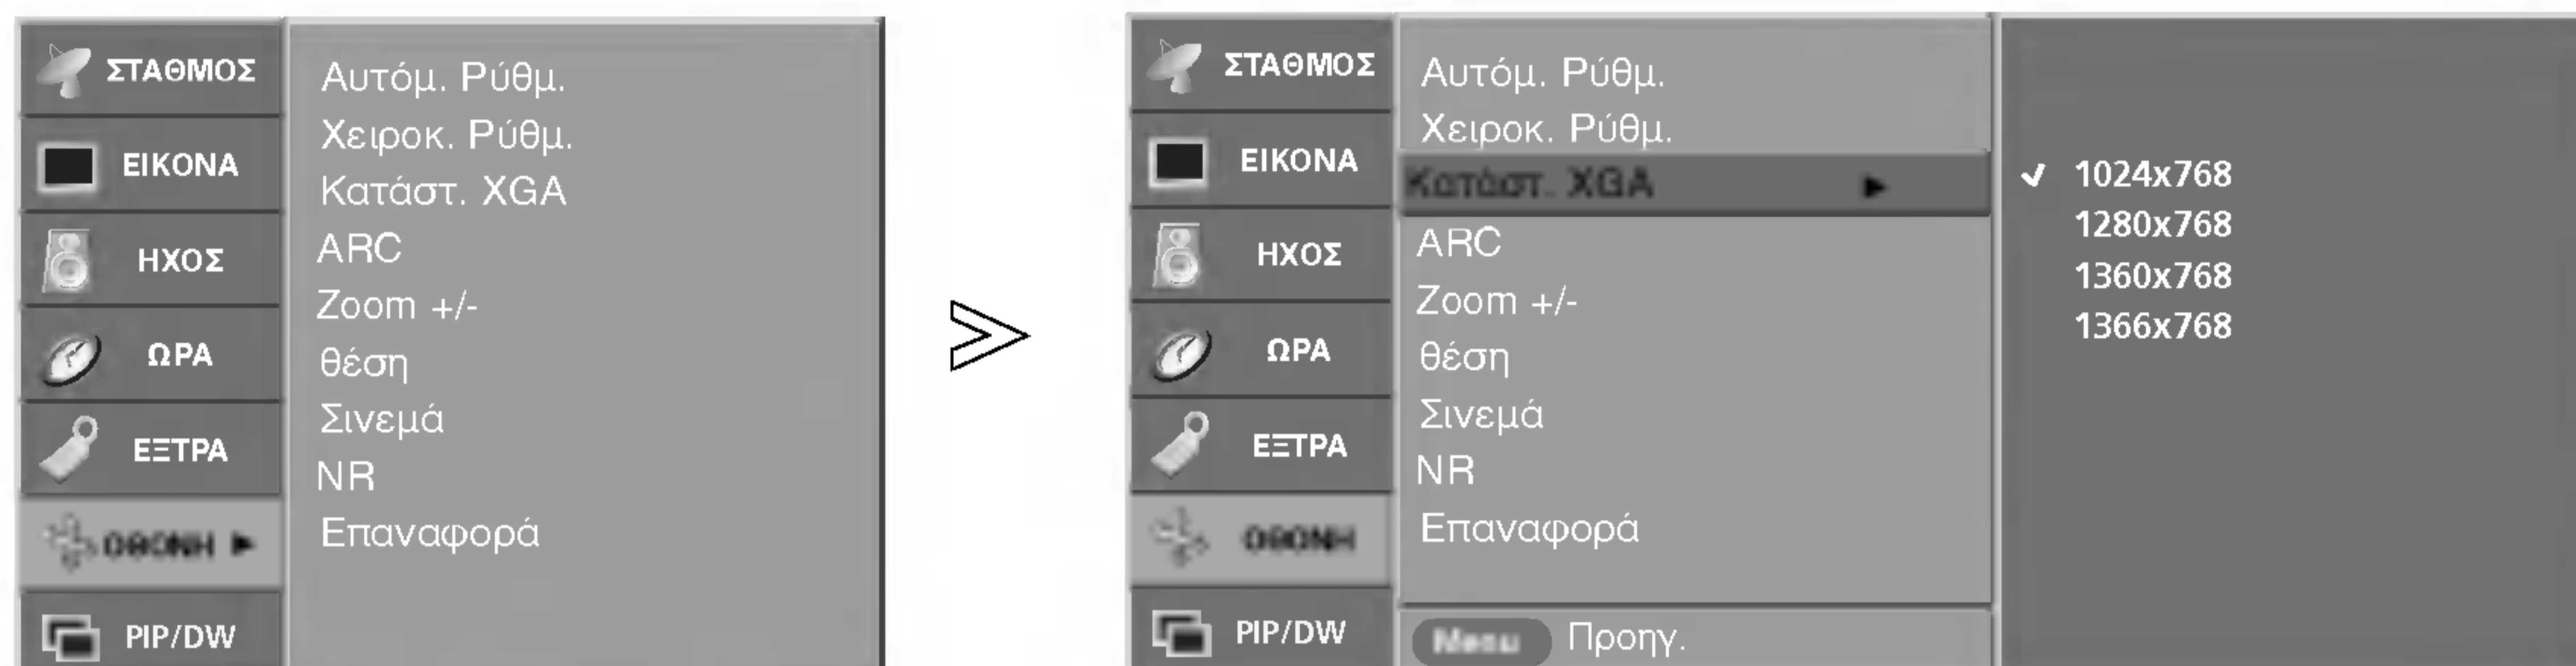 ΣΤΑΘΜΟΣ
ΕΙΚΟΝΑ
ΗΧΟΣ
ΩΡΑ
ΕΞΤΡΑ
ΟΘΟΝΗ
PIP/DW
Αυτόμ. Ρύθμ.
Χειροκ. Ρύθμ.
Κατάστ. XGA
ARC
Zoom +/-
θέση
Σινεμά
NR
Επαναφορά
ΣΤΑΘΜΟΣ
ΕΙΚΟΝΑ
ΗΧΟΣ
ΩΡΑ
ΕΞΤΡΑ
ΟΘΟΝΗ
PIP/DW
Αυτόμ. Ρύθμ.
Χειροκ. Ρύθμ.
Κατάστ. XGA
ARC
Zoom +/-
θέση
Σινεμά
NR
Επαναφορά
Menu Προηγ.
1024x768
1280x768
1360x768
1366x768